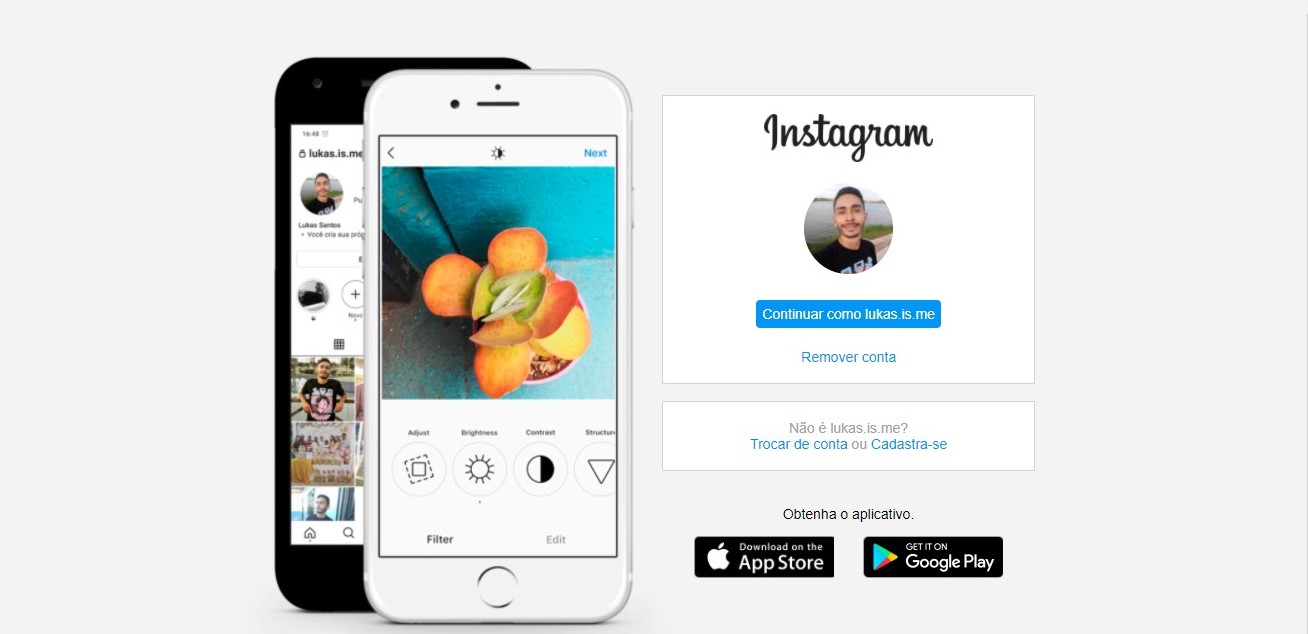 16:48
lukas.is.me
Lukas Santos
• Você cria sua próp
Novo
Next
Adjust
Brightness
Contrast
Structure
Filter
Edit
Instagram
Continuar como lukas.is.me
Remover conta
Não é lukas.is.me?
Trocar de conta ou Cadastra-se
Obtenha o aplicativo.
Download on the
App Store
GET IT ON
Google Play